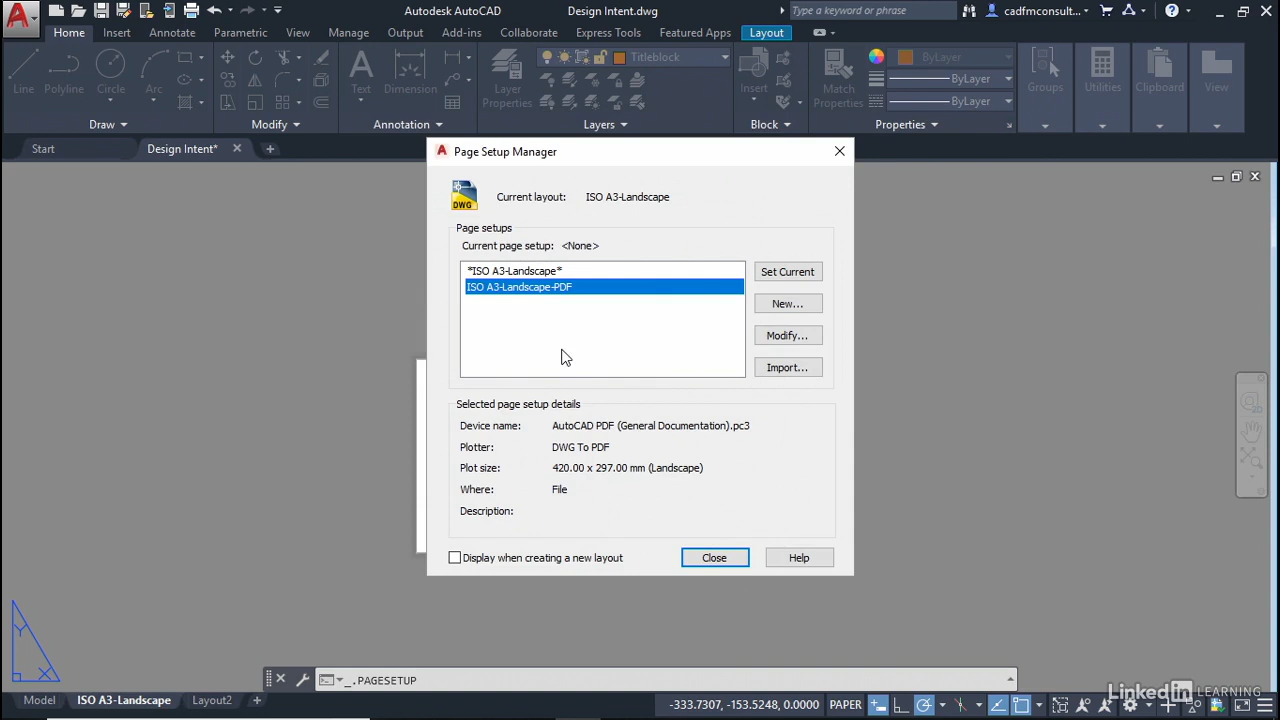 Autodesk AutoCAD Design Intent.dwg Type a keyword or phrase cadfmconsult...
Home Insert Annotate Parametric View Manage Output Add-ins Collaborate Express Tools Featured Apps Layout
Titleblock
ByLayer
Line Polyline Circle Arc Text Dimension Layer Properties Insert Match Properties ByLayer Groups Utilities Clipboard View
ByLayer
Draw Modify Annotation Layers Block Properties
Start Design Intent*
Page Setup Manager
DWG
Current layout: ISO A3-Landscape
Page setups
Current page setup: <None>
*ISO A3-Landscape*
ISO A3-Landscape-PDF
Set Current
New...
Modify...
Import...
Selected page setup details
Device name: AutoCAD PDF (General Documentation).pc3
Plotter: DWG To PDF
Plot size: 420.00 x 297.00 mm (Landscape)
Where: File
Description:
Display when creating a new layout Close Help
Y
X
_.PAGESETUP
Model ISO A3-Landscape Layout2 -333.7307, -153.5248, 0.0000 PAPER
LinkedIn LEARNING